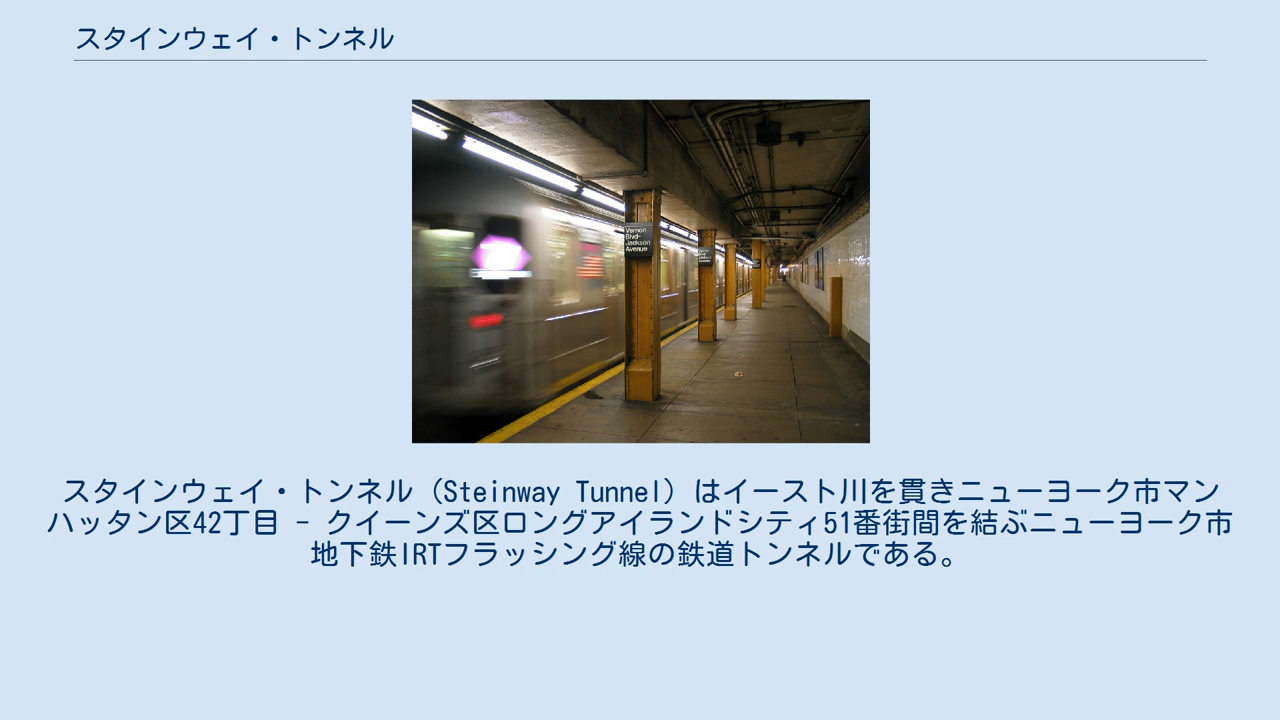 スタインウェイ・トンネル
Vernon
Blvd-
Jackson
Avenue
スタインウェイ・トンネル（Steinway Tunnel）はイースト川を貫きニューヨーク市マン
ハッタン区42丁目 - クイーンズ区ロングアイランドシティ51番街間を結ぶニューヨーク市
地下鉄IRTフラッシング線の鉄道トンネルである。